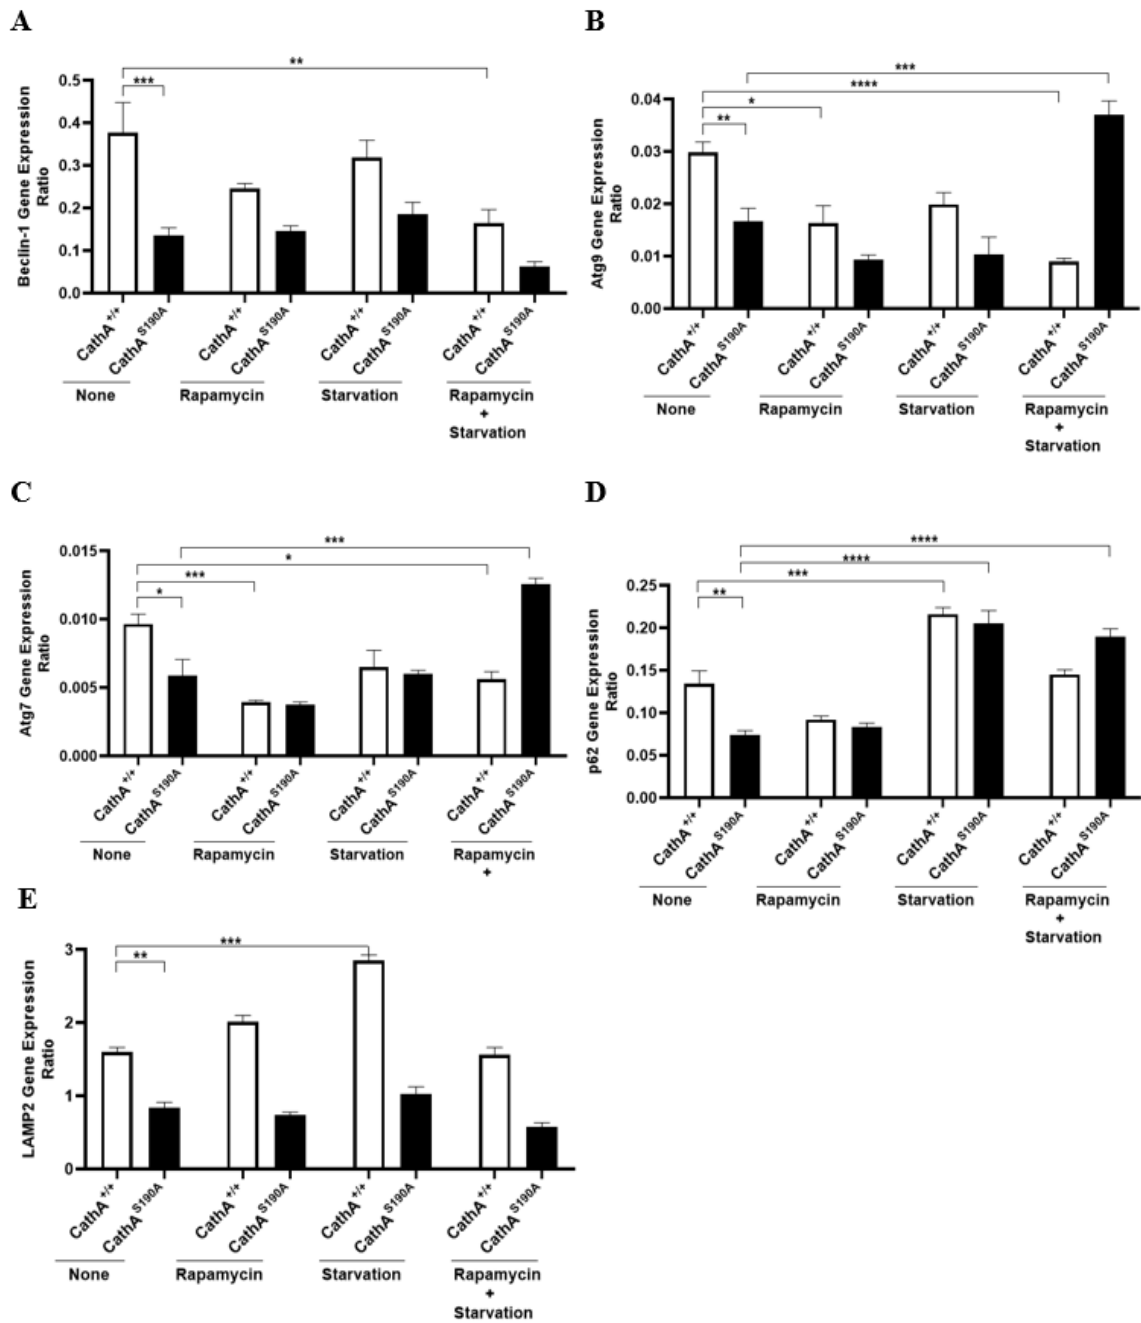 A
Beclin-1 Gene Expression
Ratio
0.5
0.4
0.3
0.2
0.1
0.0
***
**
CathA+/+
CathA S190A
CathA+/+
CathA S190A
CathA+/+
CathA S190A
CathA+/+
CathA S190A
None
Rapamycin
Starvation
Rapamycin
+
Starvation
B
Atg9 Gene Expression
Ratio
0.04
0.03
0.02
0.01
0.00
***
****
*
**
CathA+/+
CathA S190A
CathA+/+
CathA S190A
CathA+/+
CathA S190A
CathA+/+
CathA S190A
None
Rapamycin
Starvation
Rapamycin
+
Starvation
C
Atg7 Gene Expression
Ratio
0.015
0.010
0.005
0.000
***
*
***
*
CathA+/+
CathA S190A
CathA+/+
CathA S190A
CathA+/+
CathA S190A
CathA+/+
CathA S190A
None
Rapamycin
Starvation
Rapamycin
+
D
p62 Gene Expression
Ratio
0.25
0.20
0.15
0.10
0.05
0.00
****
****
***
**
CathA+/+
CathA S190A
CathA+/+
CathA S190A
CathA+/+
CathA S190A
CathA+/+
CathA S190A
None
Rapamycin
Starvation
Rapamycin
+
Starvation
E
LAMP2 Gene Expression
Ratio
3
2
1
0
***
**
CathA+/+
CathA S190A
CathA+/+
CathA S190A
CathA+/+
CathA S190A
CathA+/+
CathA S190A
None
Rapamycin
Starvation
Rapamycin
+
Starvation